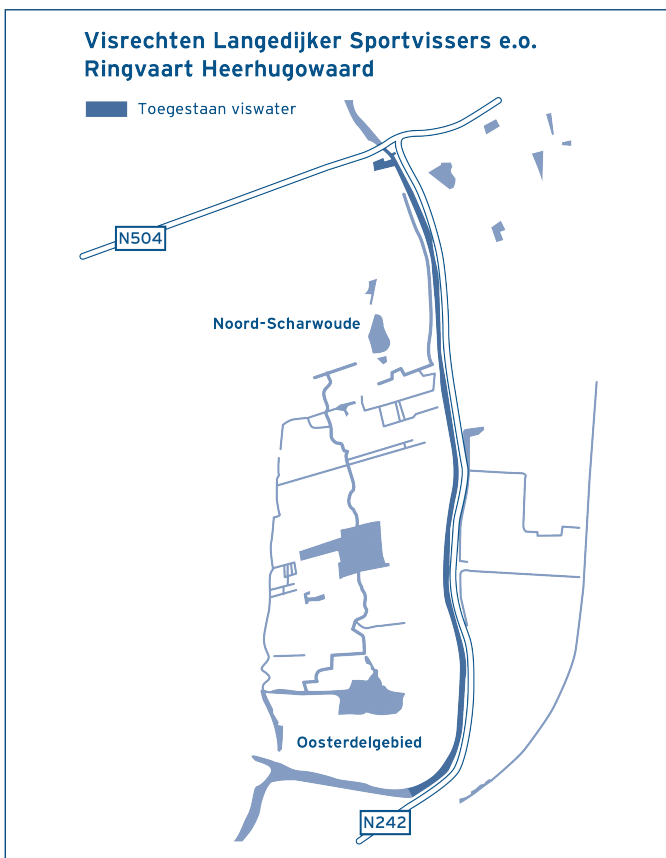 Visrechten Langedijker Sportvissers e.o.
Ringvaart Heerhugowaard
Toegestaan viswater
N504
Noord-Scharwoude
Oosterdelgebied
N242